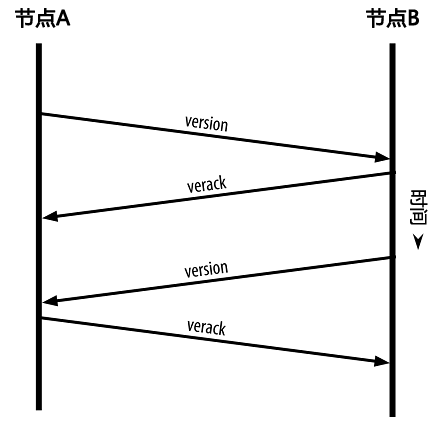 节点A
节点B
version
verack
时间
version
verack